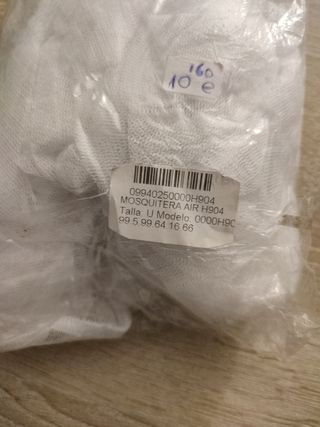 160
10 e
09940250000H904
MOSQUITERA AIR H904
Talla: U Modelo: 0000H90
99.5.99.64.16.66